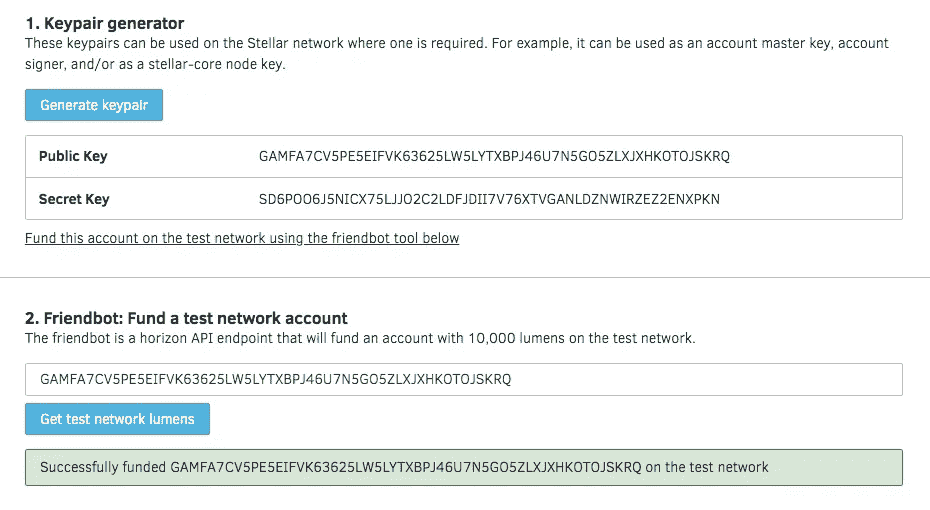 1. Keypair generator
These keypairs can be used on the Stellar network where one is required. For example, it can be used as an account master key, account
signer, and/or as a stellar-core node key.
Generate keypair
Public Key GAMFA7CV5PE5EIFVK63625LW5LYTXBPJ46U7N5GO5ZLXJXHKOTOJSKRQ
Secret Key SD6POO6J5NICX75LJJO2C2LDFJDII7V76XTVGANLDZNWIRZEZ2ENXPKN
Fund this account on the test network using the friendbot tool below
2. Friendbot: Fund a test network account
The friendbot is a horizon API endpoint that will fund an account with 10,000 lumens on the test network.
GAMFA7CV5PE5EIFVK63625LW5LYTXBPJ46U7N5GO5ZLXJXHKOTOJSKRQ
Get test network lumens
Successfully funded GAMFA7CV5PE5EIFVK63625LW5LYTXBPJ46U7N5GO5ZLXJXHKOTOJSKRQ on the test network